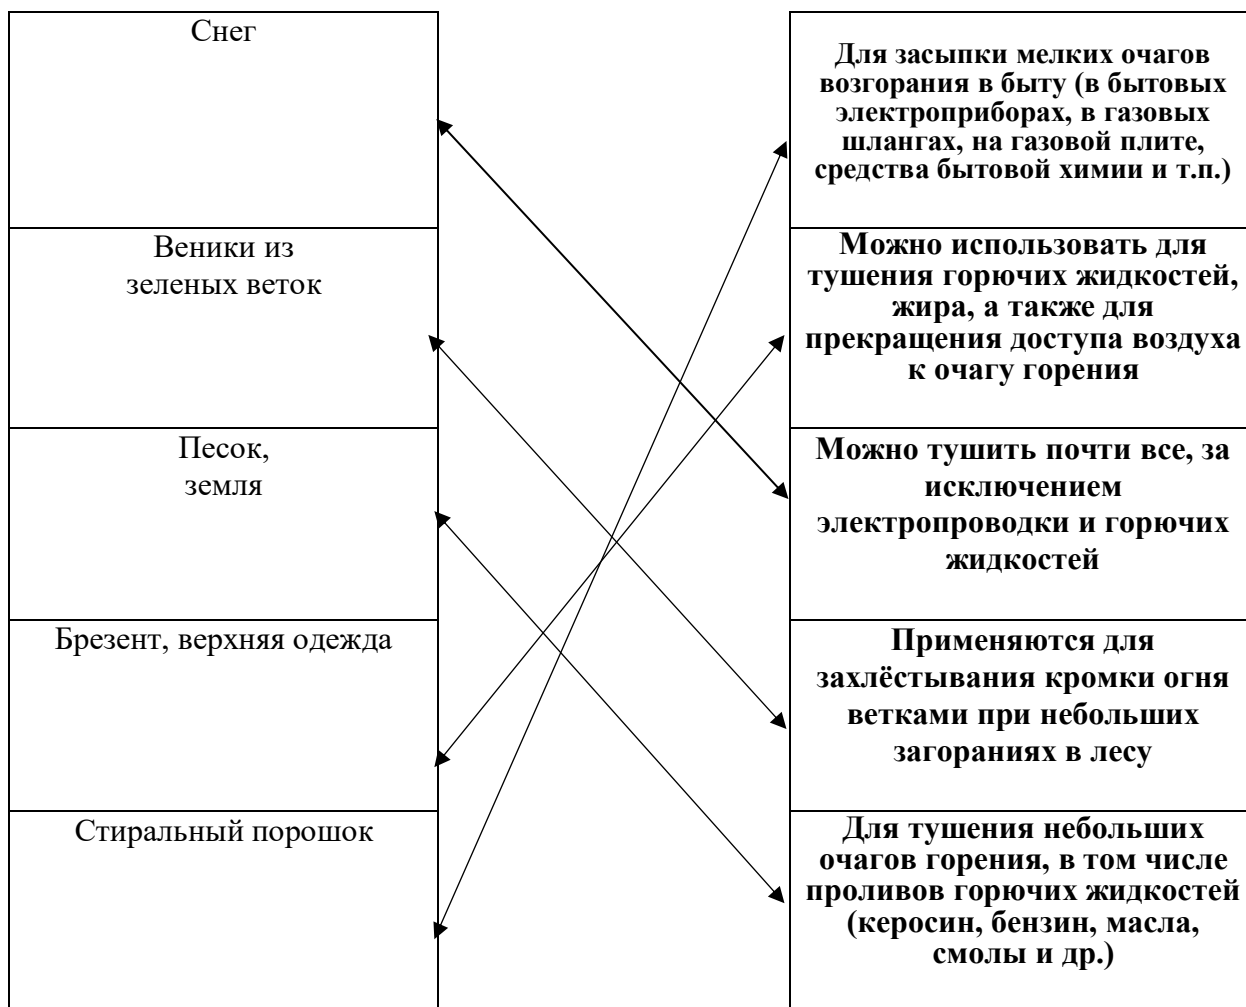 Снег
Для засыпки мелких очагов
возгорания в быту (в бытовых
электроприборах, в газовых
шлангах, на газовой плите,
средства бытовой химии и т.п.)
Веники из
зеленых веток
Можно использовать для
тушения горючих жидкостей,
жира, а также для
прекращения доступа воздуха
к очагу горения
Песок,
земля
Можно тушить почти все, за
исключением
электропроводки и горючих
жидкостей
Брезент, верхняя одежда
Применяются для
захлёстывания кромки огня
ветками при небольших
загораниях в лесу
Стиральный порошок
Для тушения небольших
очагов горения, в том числе
проливов горючих жидкостей
(керосин, бензин, масла,
смолы и др.)